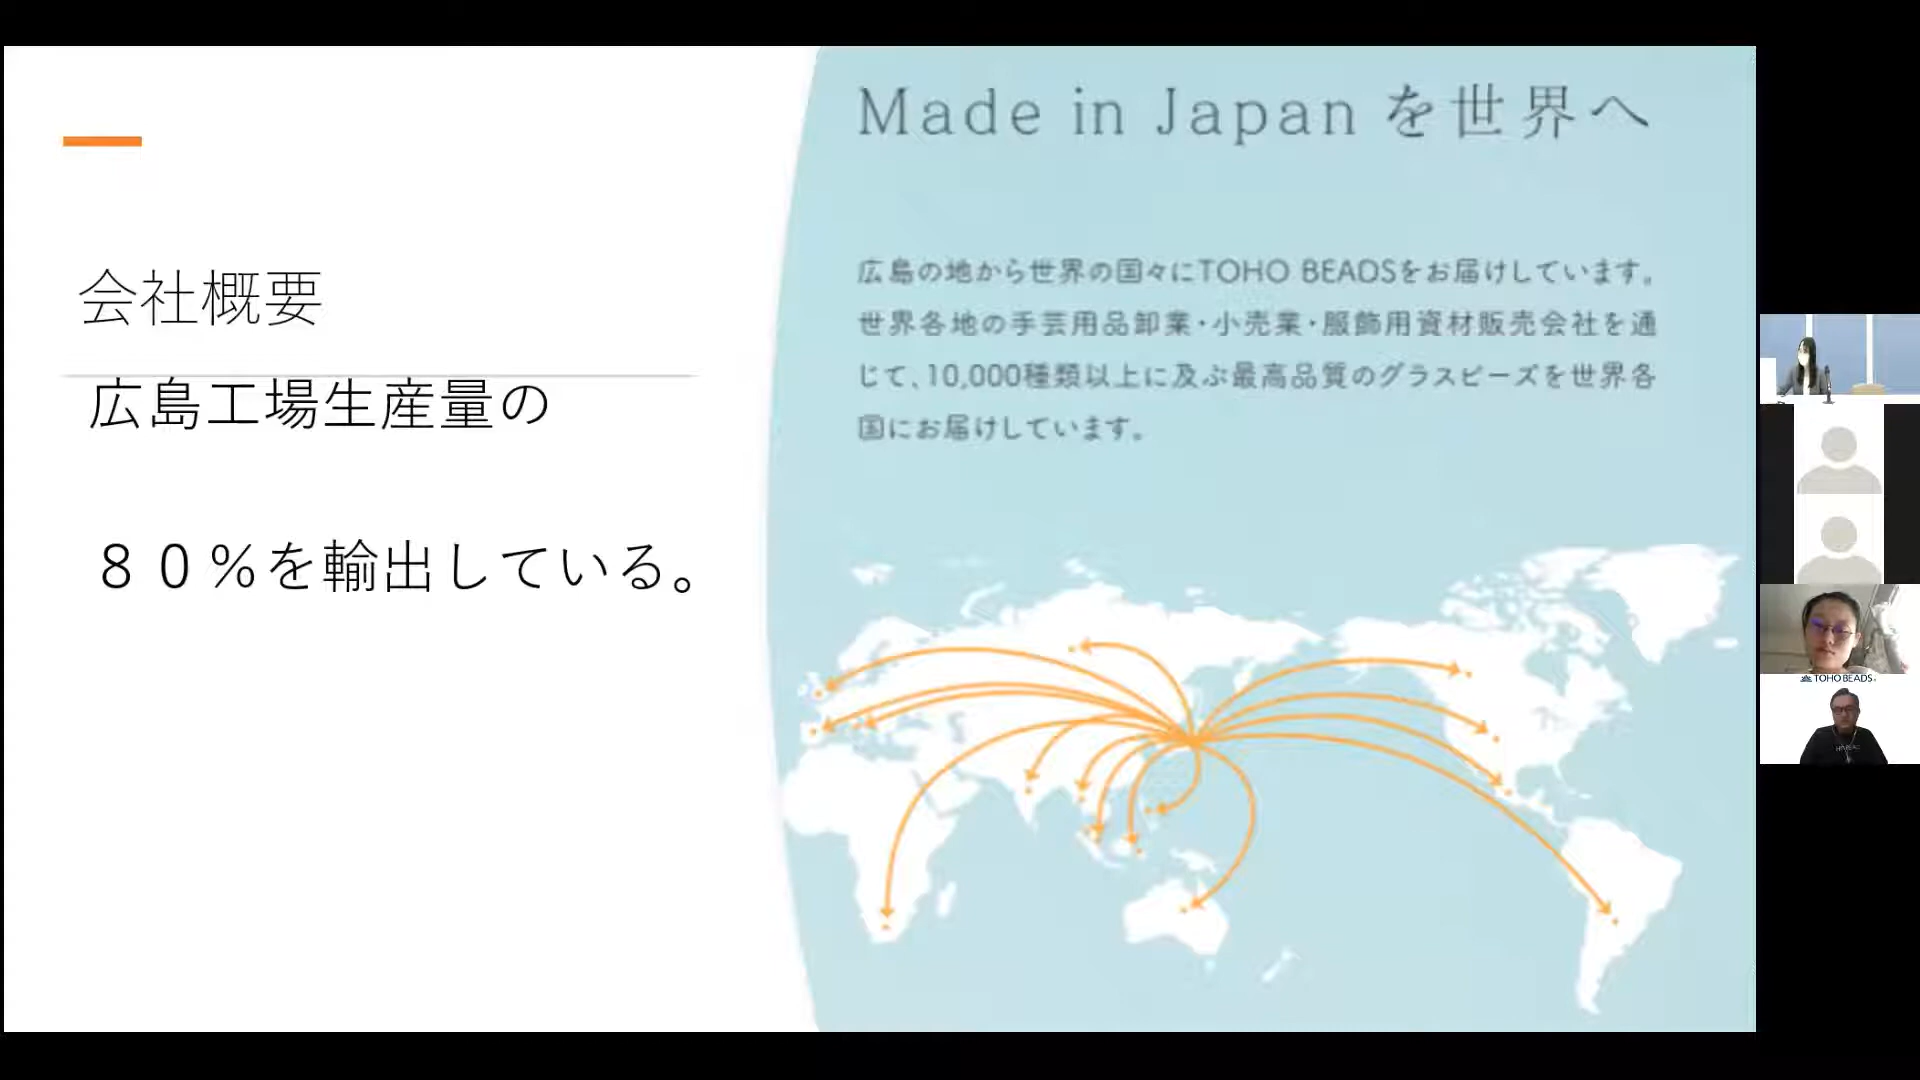 会社概要
広島工場生産量の
８０％を輸出している。
Made in Japan を世界へ
広島の地から世界の国々にTOHO BEADSをお届けしています。
世界各地の手芸用品卸業・小売業・服飾用資材販売会社を通
じて、10,000種類以上に及ぶ最高品質のグラスビーズを世界各
国にお届けしています。
TOHO BEADS